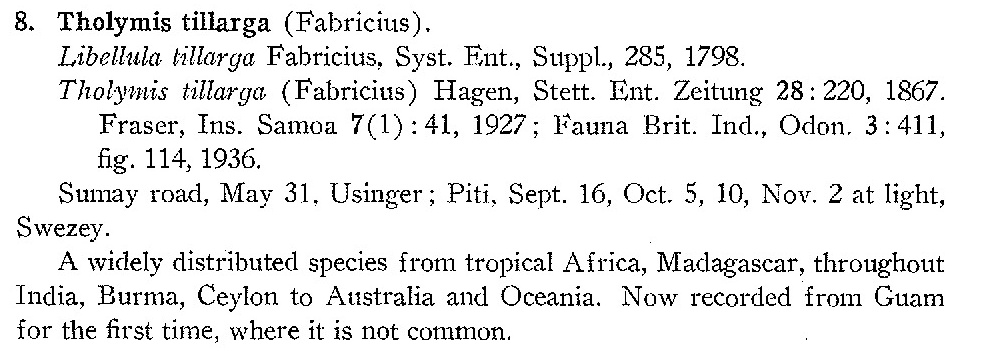 8. Tholymis tillarga (Fabricius).
Libellula tillarga Fabricius, Syst. Ent., Suppl., 285, 1798.
Tholymis tillarga (Fabricius) Hagen, Stett. Ent. Zeitung 28: 220, 1867.
Fraser, Ins. Samoa 7(1): 41, 1927; Fauna Brit. Ind., Odon. 3: 411,
fig. 114, 1936.
Sumay road, May 31, Usinger; Piti, Sept. 16, Oct. 5, 10, Nov. 2 at light,
Swezey.
A widely distributed species from tropical Africa, Madagascar, throughout
India, Burma, Ceylon to Australia and Oceania. Now recorded from Guam
for the first time, where it is not common.